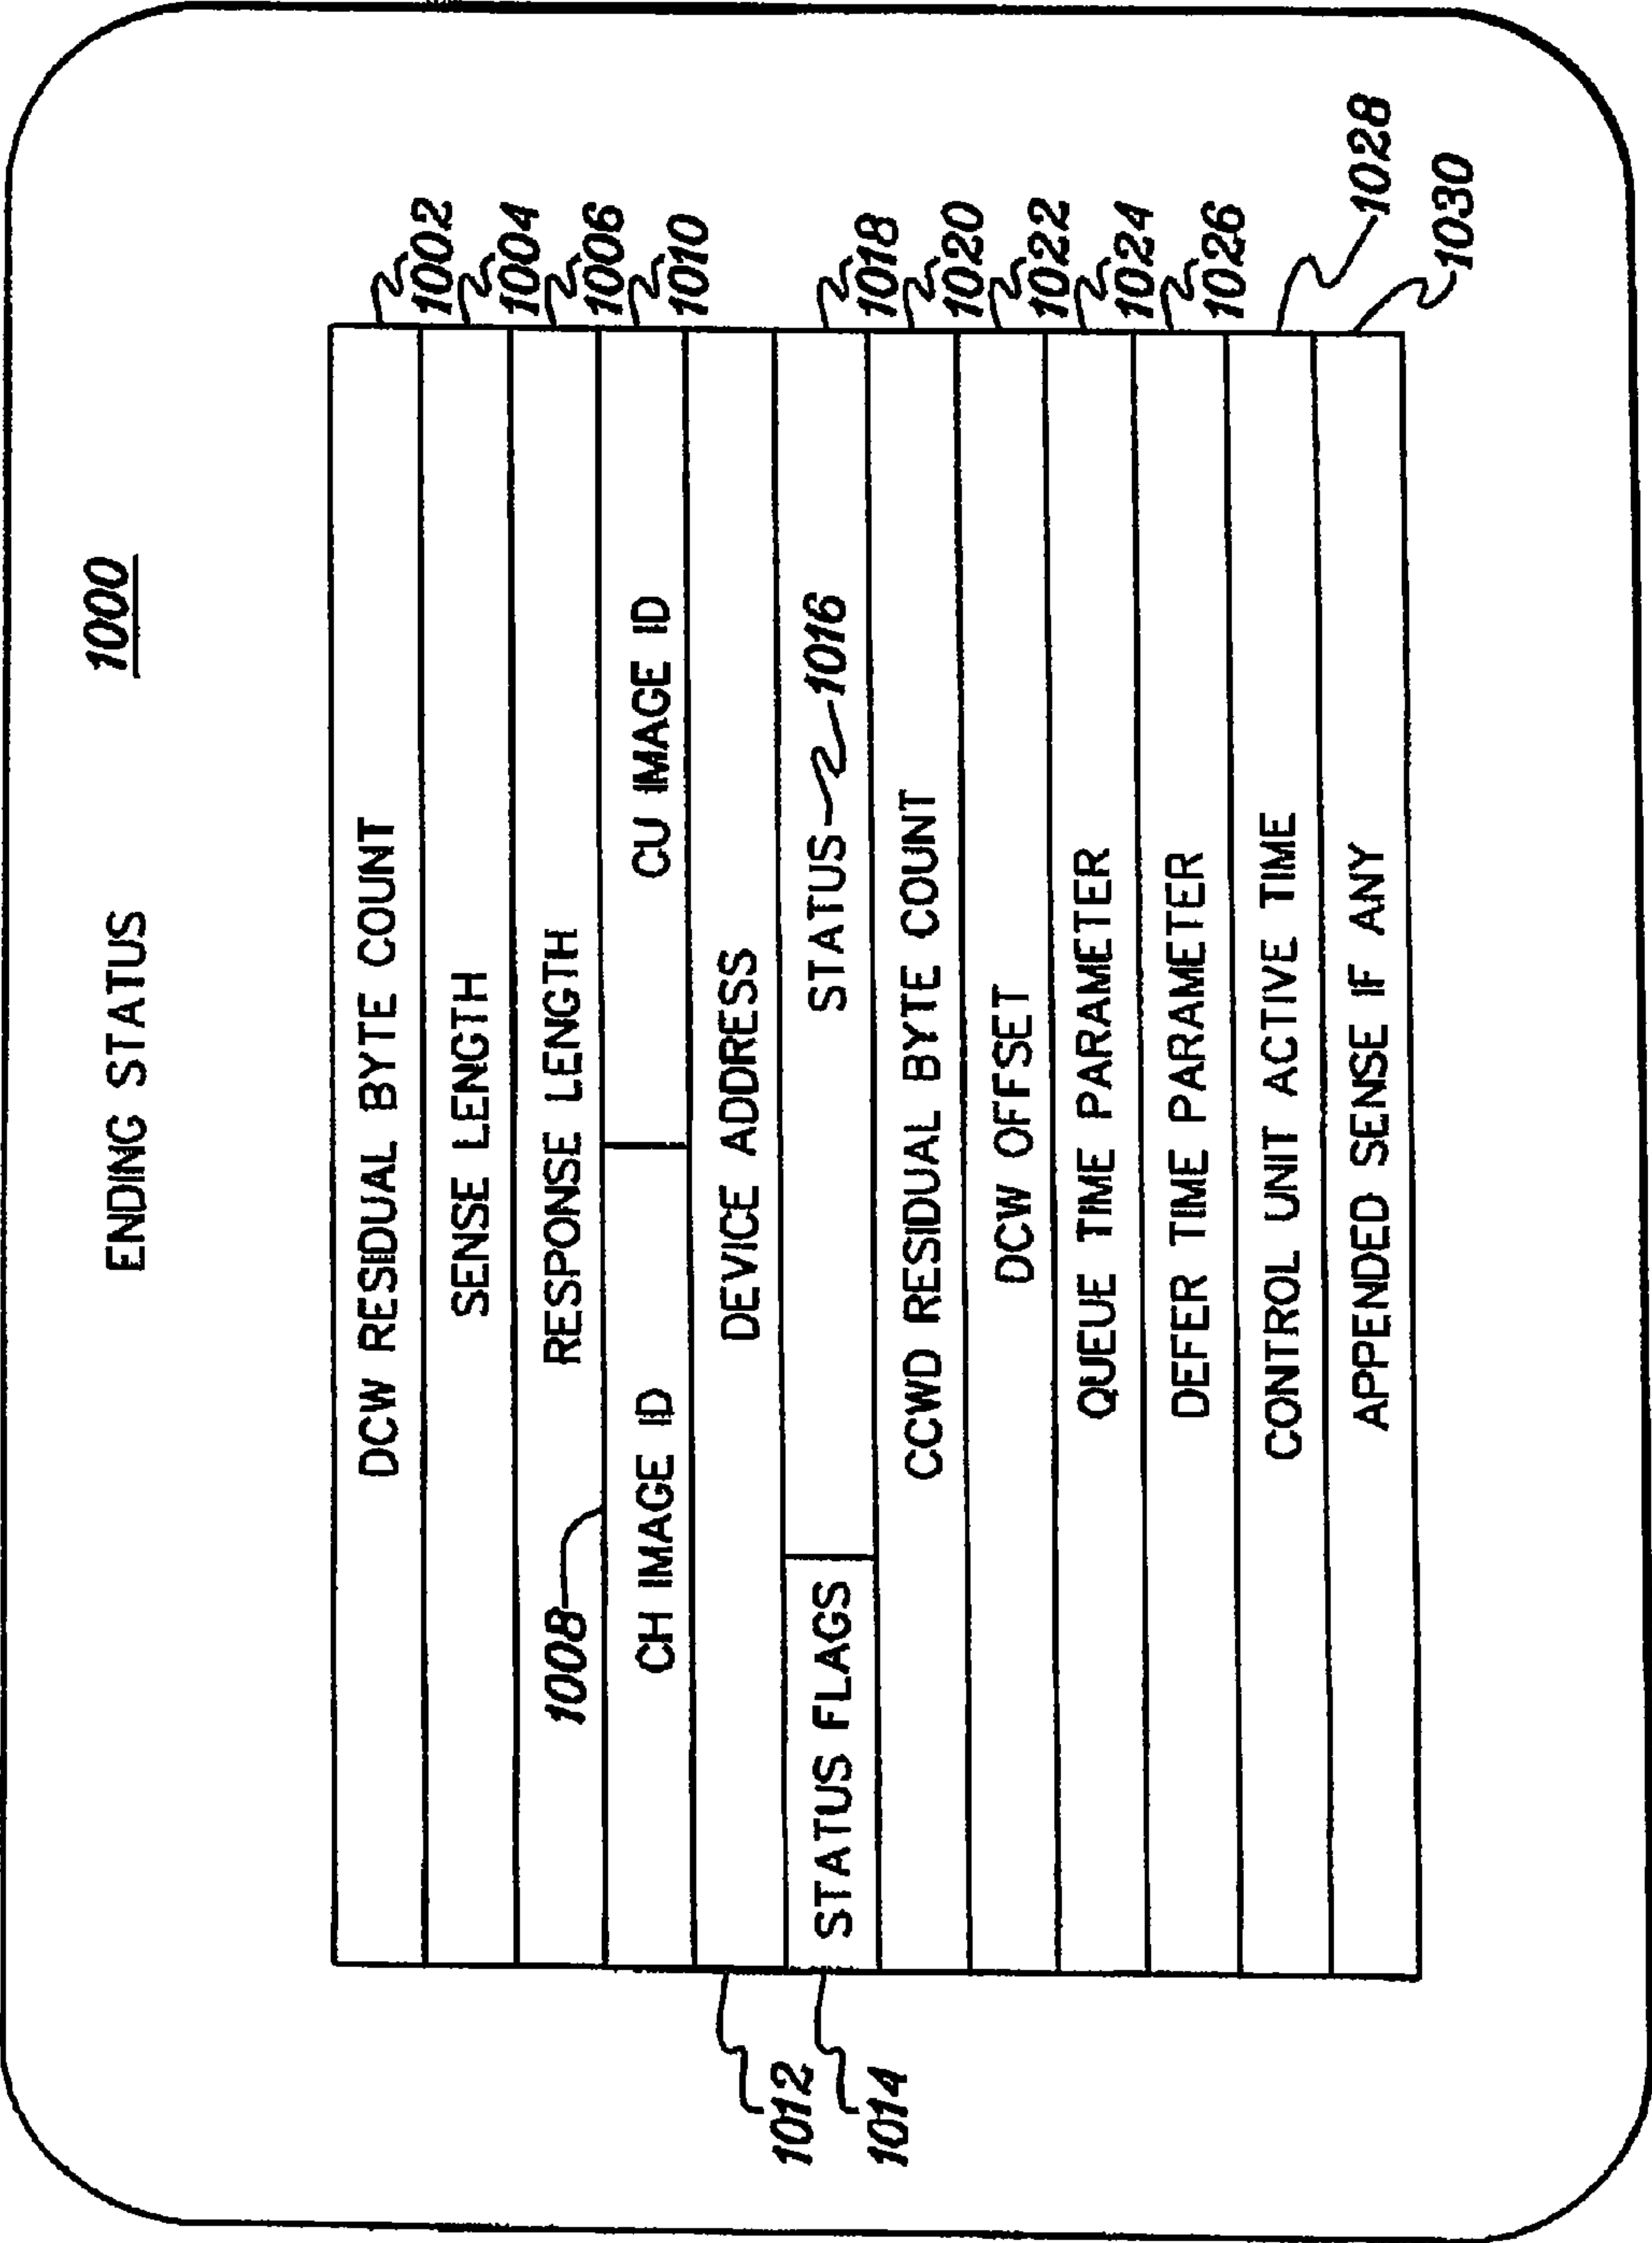 ENDING STATUS 1000
DCW RESIDUAL BYTE COUNT 1002
SENSE LENGTH 1004
1008 RESPONSE LENGTH 1006
CH IMAGE ID CU IMAGE ID 1010
1012 DEVICE ADDRESS
1014 STATUS FLAGS STATUS 1016 1018
CCWD RESIDUAL BYTE COUNT 1020
DCW OFFSET 1022
QUEUE TIME PARAMETER 1024
DEFER TIME PARAMETER 1026
CONTROL UNIT ACTIVE TIME 1028
APPENDED SENSE IF ANY 1030